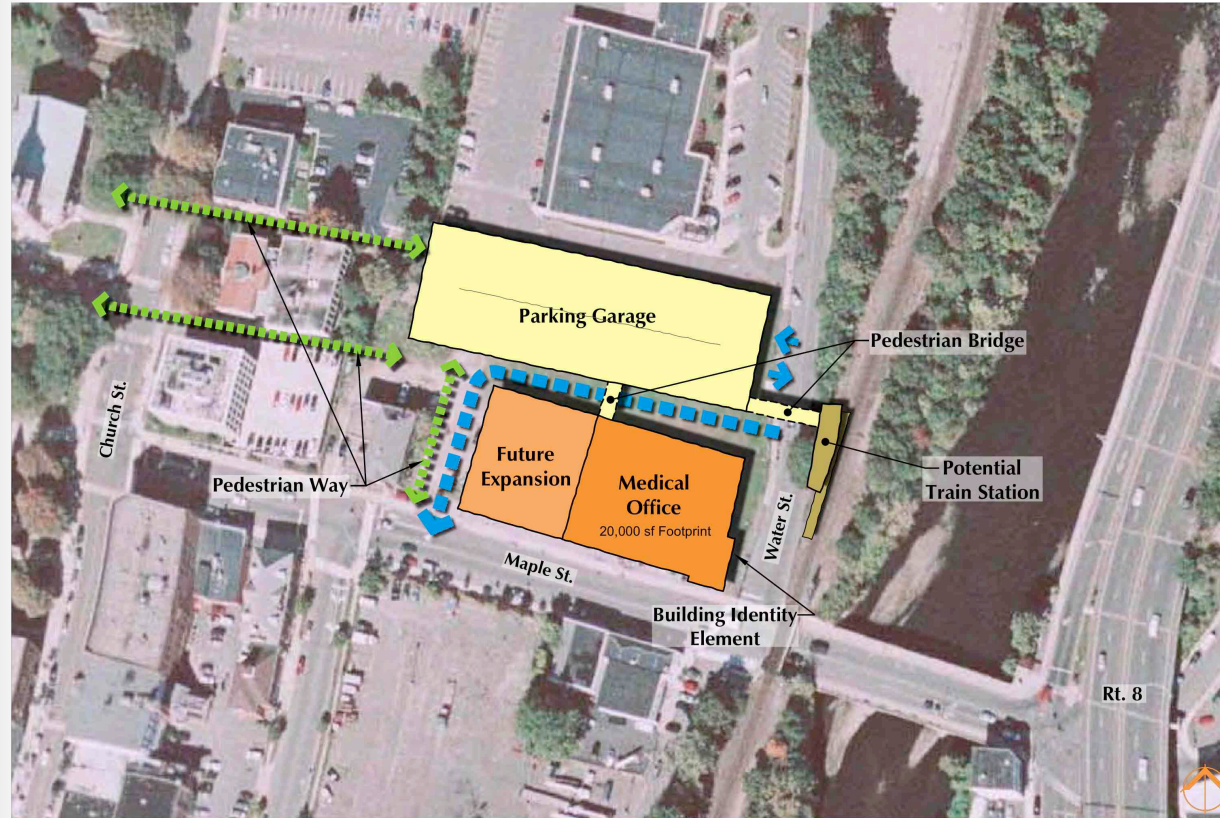 Parking Garage
Pedestrian Bridge
Church St.
Future
Expansion
Medical
Office
20,000 sf Footprint
Pedestrian Way
Potential
Train Station
Water St.
Maple St.
Building Identity
Element
Rt. 8